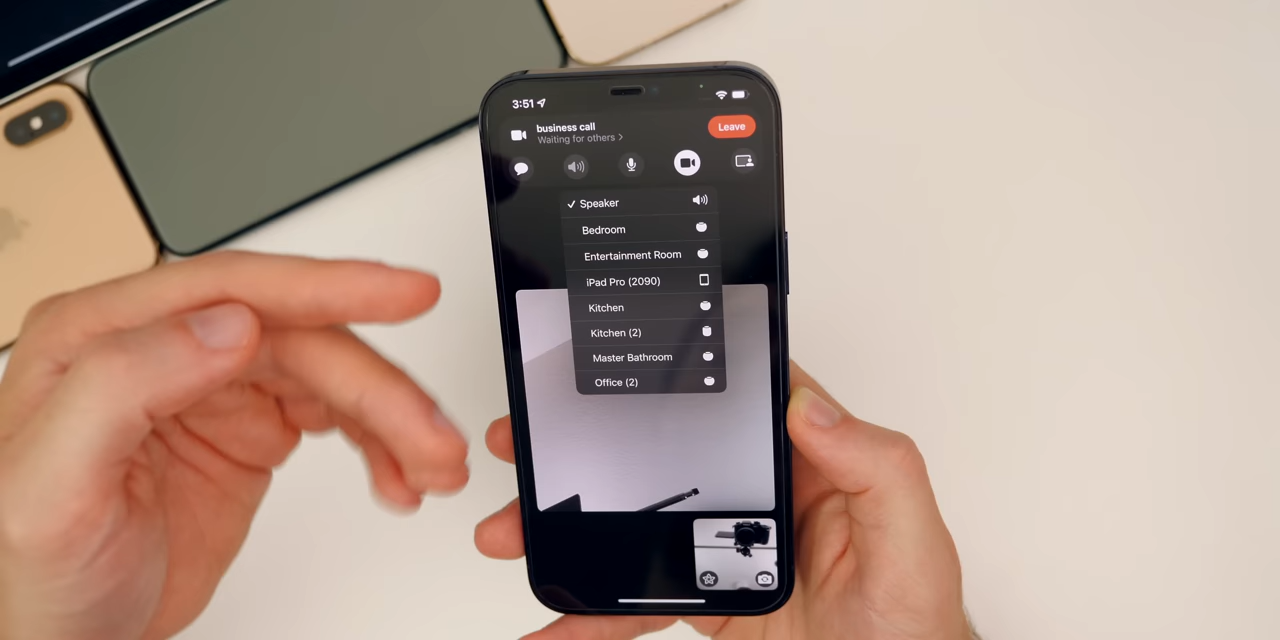 3:51
business call
Leave
Waiting for others >
Speaker
Bedroom
Entertainment Room
iPad Pro (2090)
Kitchen
Kitchen (2)
Master Bathroom
Office (2)